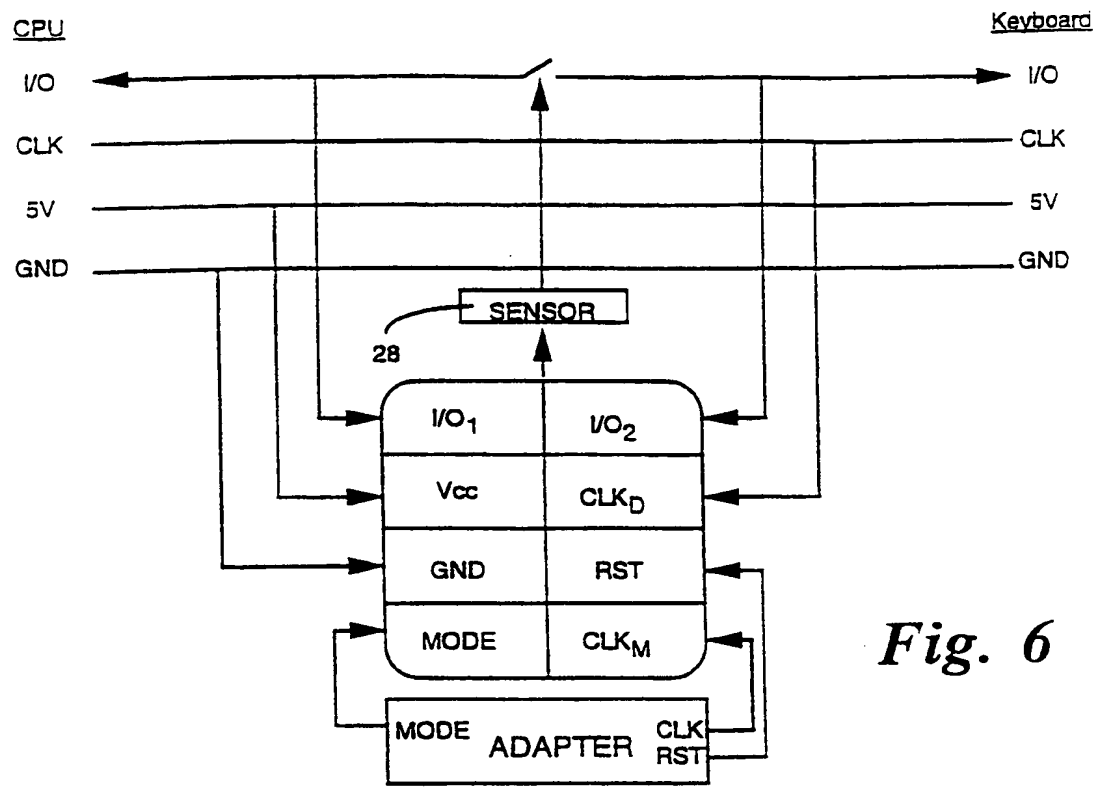 CPU
Keyboard
I/O
I/O
CLK
CLK
5V
5V
GND
GND
SENSOR
28
I/O1
I/O2
Vcc
CLKD
GND
RST
MODE
CLKM
Fig. 6
MODE
ADAPTER
CLK
RST